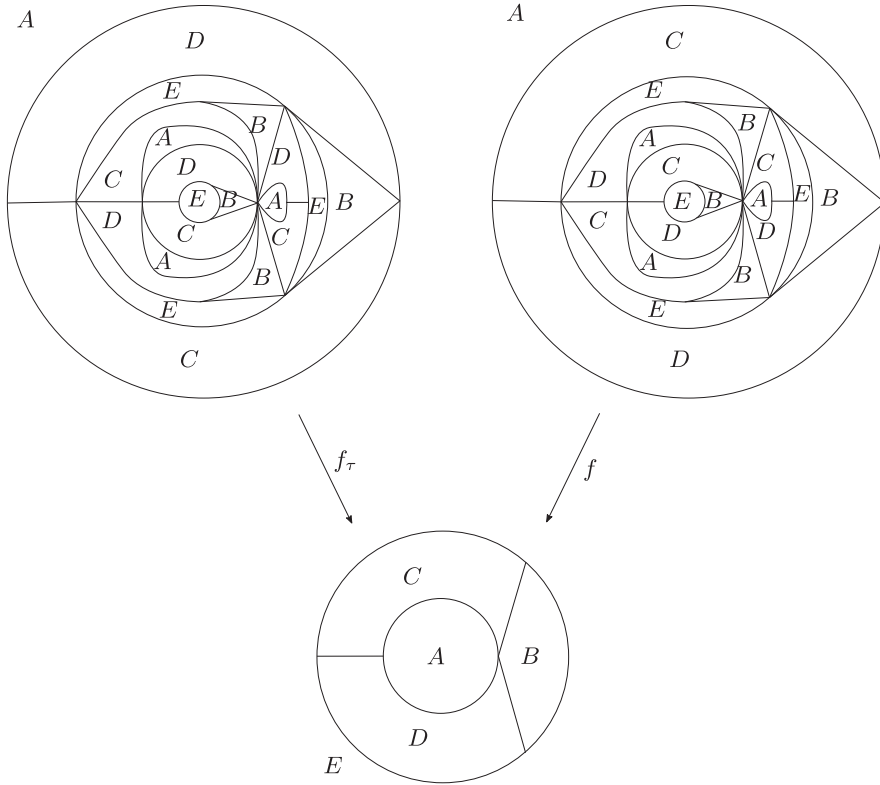 A A
D C
E E
A B A B
D D C C
C E B A E B D E B A E B
D C C C D D
A B A B
E E
C D
f_τ f
C
A B
D
E